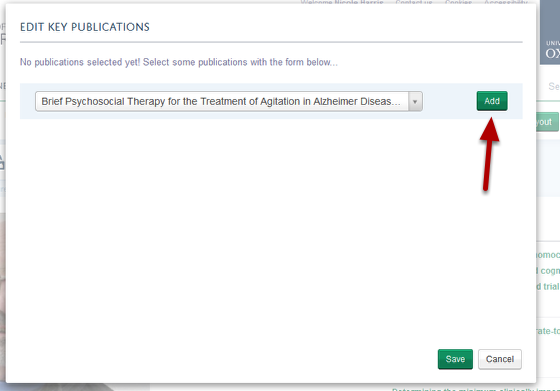 Welcome Nicole Harris Contact us Cookies Accessibility
EDIT KEY PUBLICATIONS
UNIV
OX
No publications selected yet! Select some publications with the form below...
Se
Brief Psychosocial Therapy for the Treatment of Agitation in Alzheimer Diseas...
Add
yout
nomoc
d cogn
d trial
rate-to
Save
Cancel
Determining the minimum clinically impo